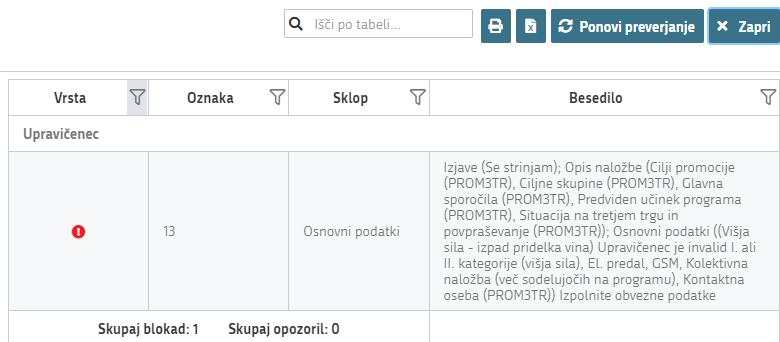 Išči po tabeli...
Ponovi preverjanje
Zapri
Vrsta
Oznaka
Sklop
Besedilo
Upravičenec
13
Osnovni podatki
Izjave (Se strinjam); Opis naložbe (Cilji promocije
(PROM3TR), Ciljne skupine (PROM3TR), Glavna
sporočila (PROM3TR), Predviden učinek programa
(PROM3TR), Situacija na tretjem trgu in
povpraševanje (PROM3TR)); Osnovni podatki ((Višja
sila - izpad pridelka vina) Upravičenec je invalid I. ali
II. kategorije (višja sila), El. predal, GSM, Kolektivna
naložba (več sodelujočih na programu), Kontaktna
oseba (PROM3TR)) Izpolnite obvezne podatke
Skupaj blokad: 1
Skupaj opozoril: 0